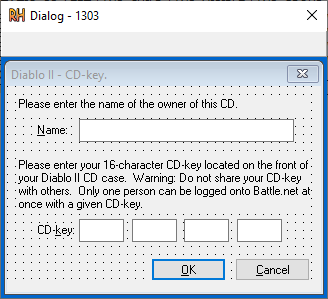 RH Dialog - 1303
Diablo II - CD-key.
Please enter the name of the owner of this CD.
Name:
Please enter your 16-character CD-key located on the front of
your Diablo II CD case. Warning: Do not share your CD-key
with others. Only one person can be logged onto Battle.net at
once with a given CD-key.
CD-key:
OK Cancel